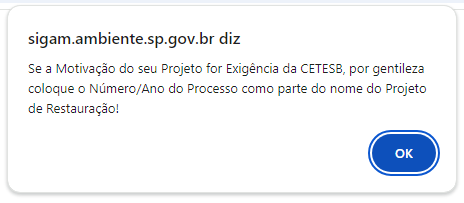 sigam.ambiente.sp.gov.br diz
Se a Motivação do seu Projeto for Exigência da CETESB, por gentileza
coloque o Número/Ano do Processo como parte do nome do Projeto
de Restauração!
OK